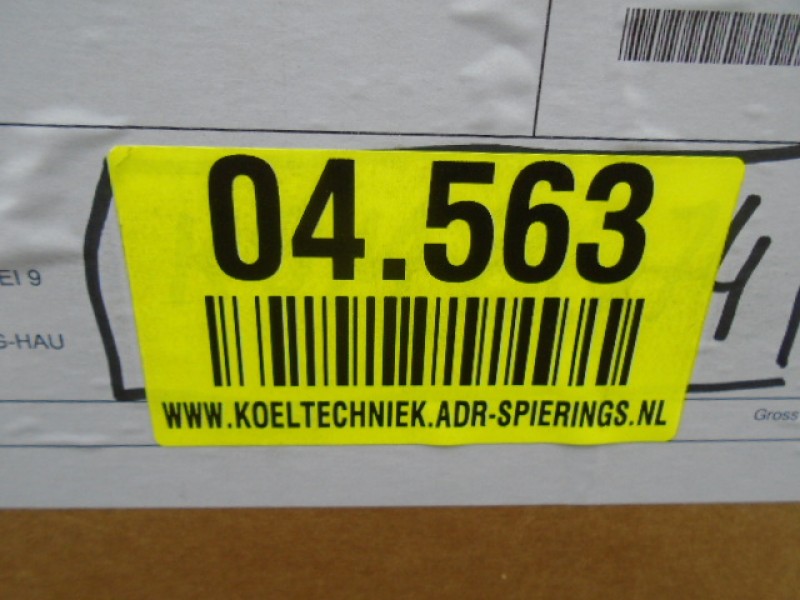 04.563
EI 9
G-HAU
WWW.KOELTECHNIEK.ADR-SPIERINGS.NL
Gross